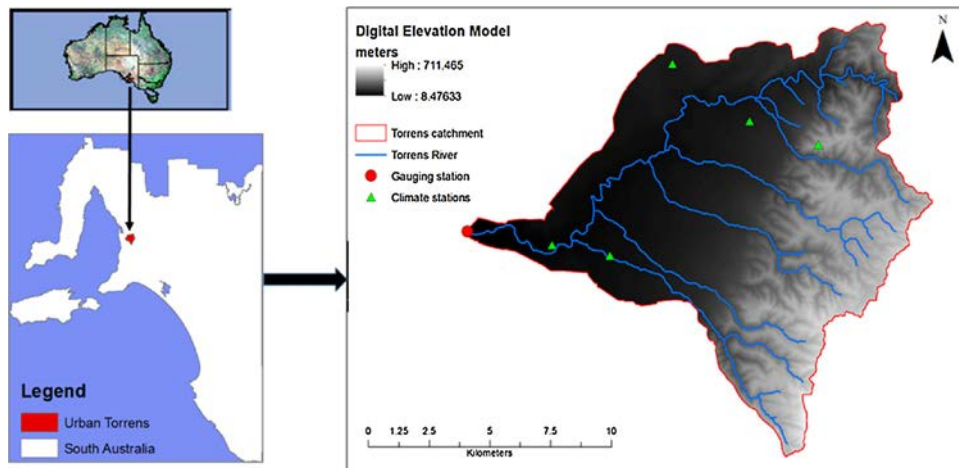 Legend
Urban Torrens
South Australia
Digital Elevation Model
meters
High : 711.465
Low : 8.47633
Torrens catchment
Torrens River
Gauging station
Climate stations
N
0 1.25 2.5 5 7.5 10
Kilometers